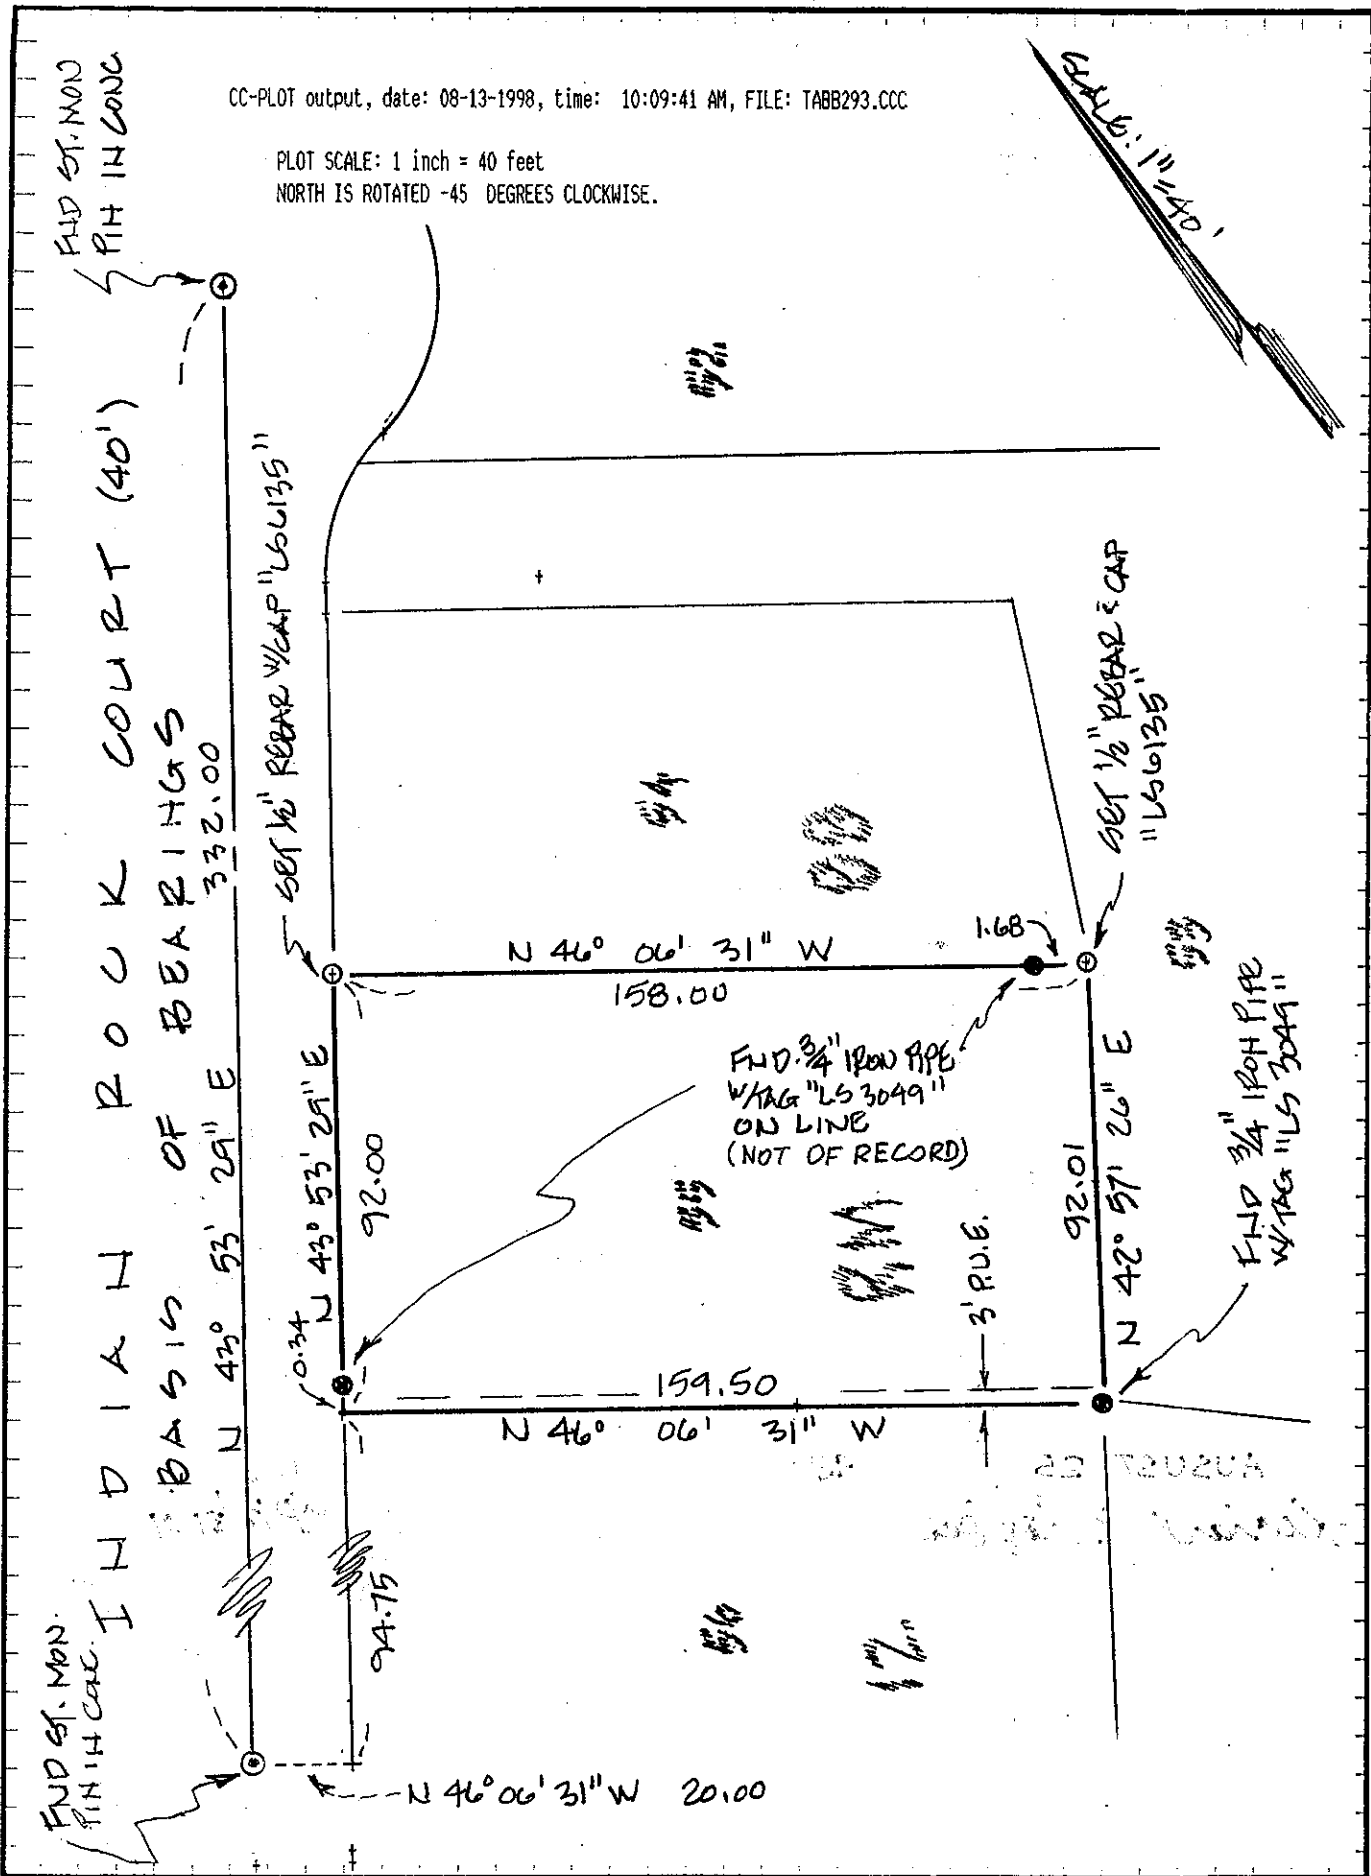 FND ST. MON
PIN IN CONC
CC-PLOT output, date: 08-13-1998, time: 10:09:41 AM, FILE: TABB293.CCC
PLOT SCALE: 1 inch = 40 feet
NORTH IS ROTATED -45 DEGREES CLOCKWISE.
SCALE: 1"=40'
INDIAN ROCK COURT (40')
BASIS OF BEARINGS
N 43° 53' 29" E 332.00
SET 1/2" REBAR W/CAP "LS6135"
N 46° 06' 31" W
158.00
1.68
SET 1/2" REBAR & CAP
"LS6135"
N 43° 53' 29" E
92.00
0.34
FND. 3/4" IRON PIPE
W/TAG "LS 3049"
ON LINE
(NOT OF RECORD)
92.01
N 42° 57' 26" E
FND 3/4" IRON PIPE
W/TAG "LS 3049"
3' P.U.E.
159.50
N 46° 06' 31" W
AUGUST 26
94.75
FND ST. MON.
PIN IN CONC.
N 46° 06' 31" W 20.00